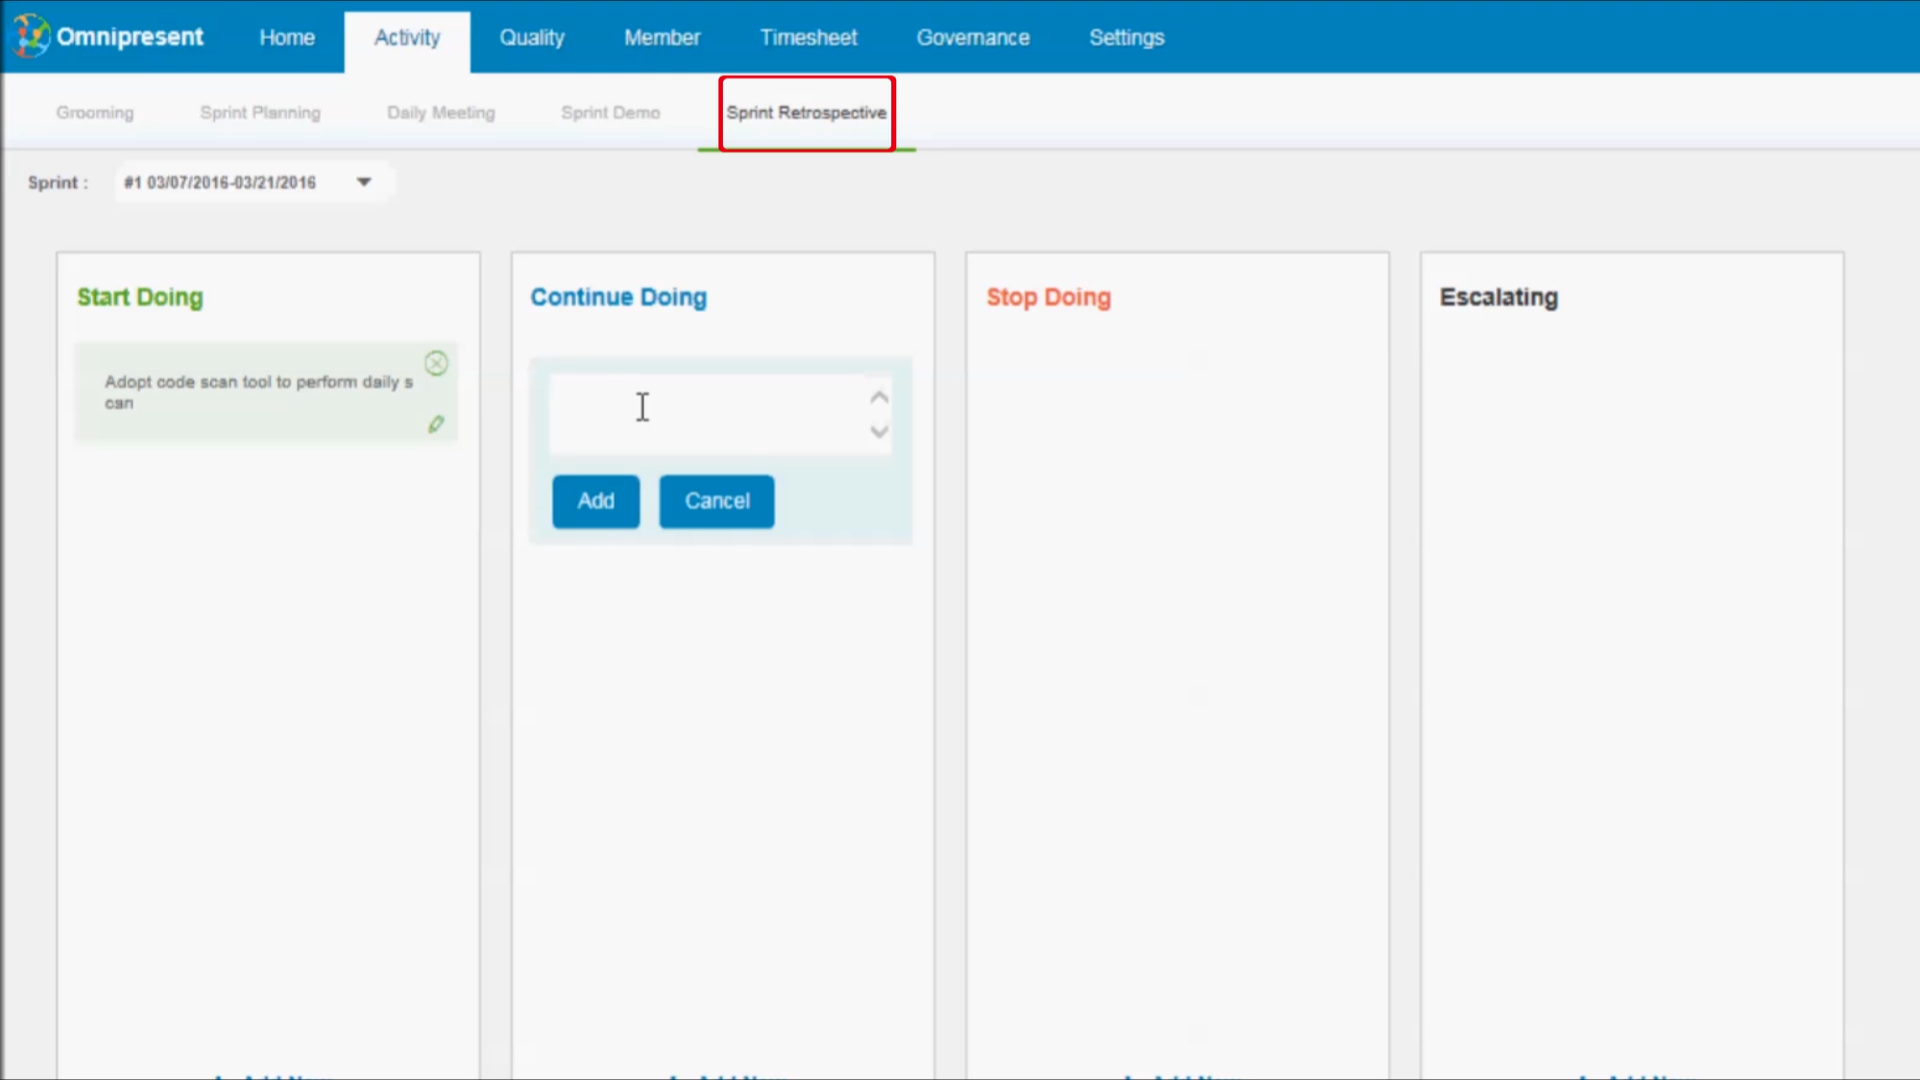 Omnipresent Home Activity Quality Member Timesheet Governance Settings
Grooming Sprint Planning Daily Meeting Sprint Demo Sprint Retrospective
Sprint : #1 03/07/2016-03/21/2016
Start Doing Continue Doing Stop Doing Escalating
Adopt code scan tool to perform daily s
can
Add Cancel